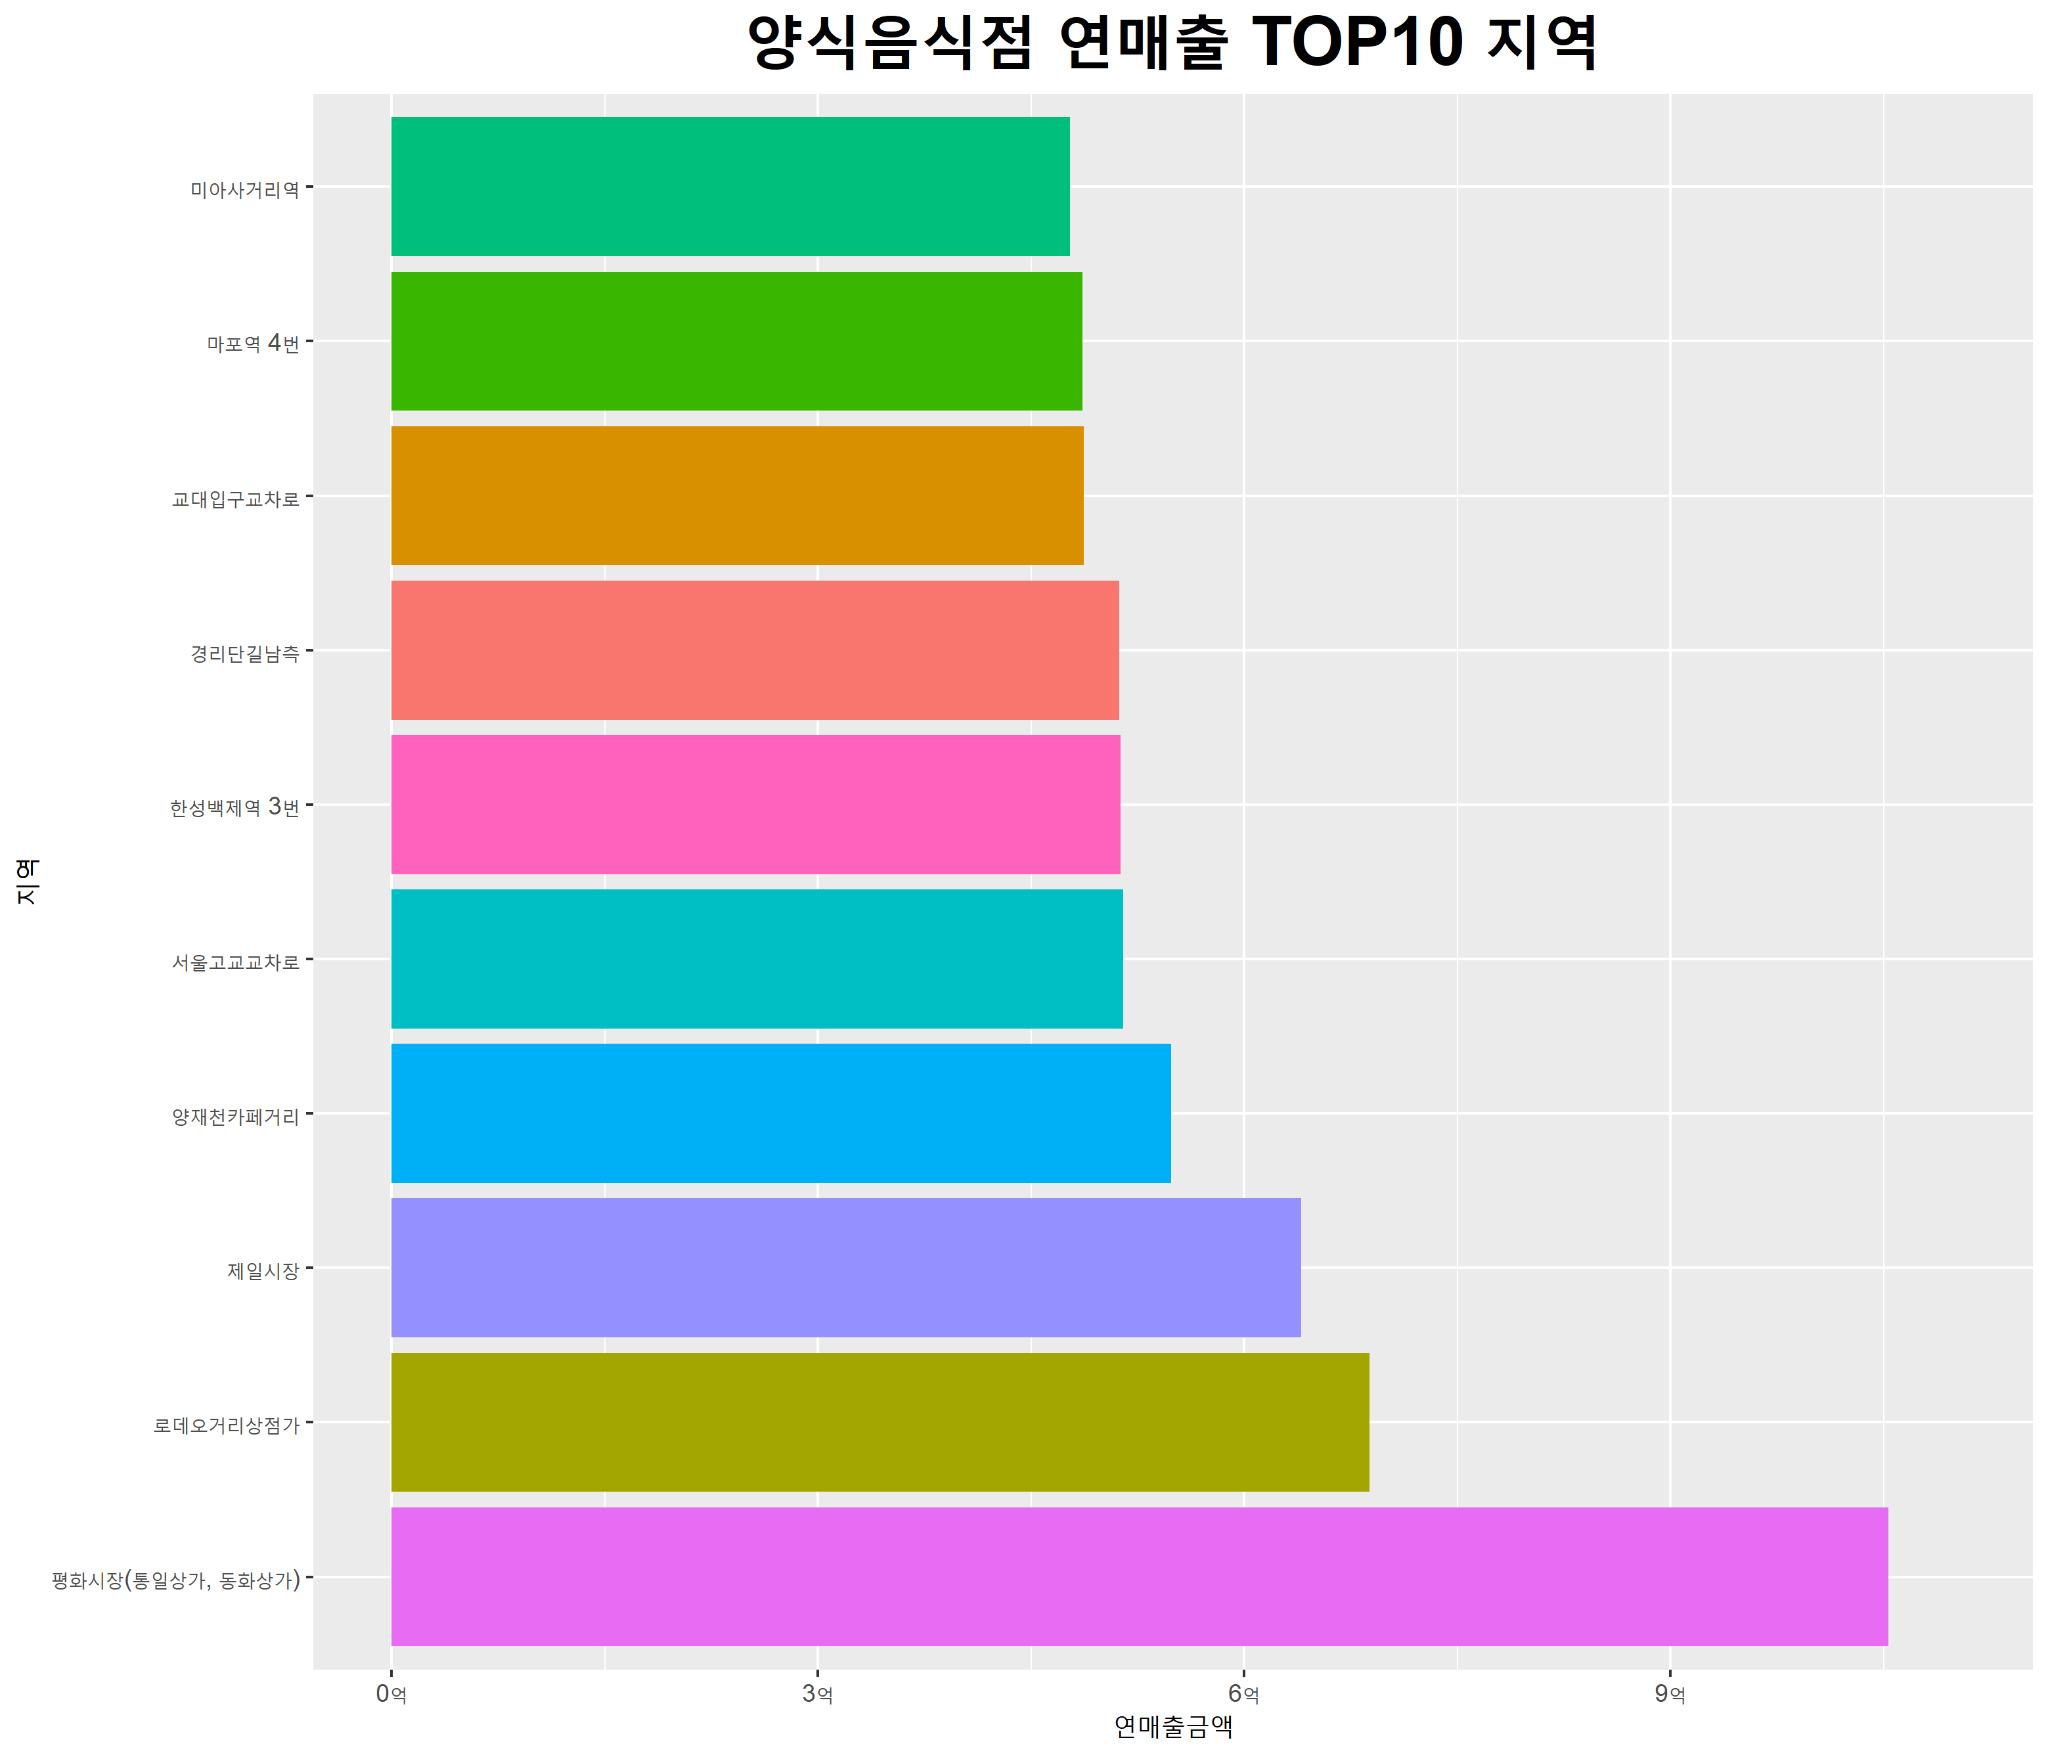 양식음식점 연매출 TOP10 지역
지역
미아사거리역
마포역 4번
교대입구교차로
경리단길남측
한성백제역 3번
서울고교교차로
양재천카페거리
제일시장
로데오거리상점가
평화시장(통일상가, 동화상가)
0억 3억 6억 9억
연매출금액